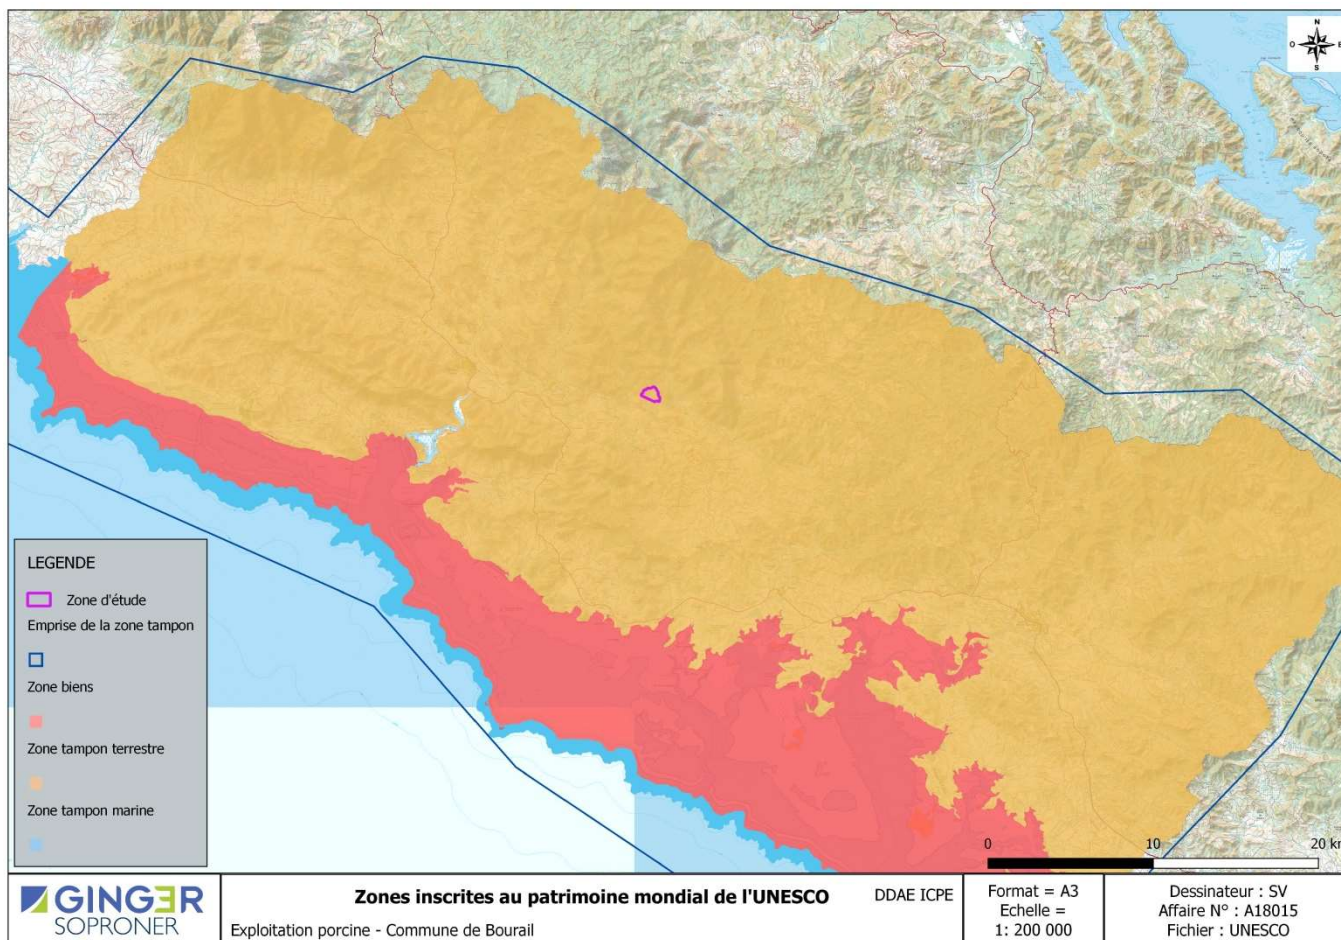 N
O
E
S
LEGENDE
Zone d'étude
Emprise de la zone tampon
Zone biens
Zone tampon terrestre
Zone tampon marine
0 10 20 km
GINGER
SOPRONER
Zones inscrites au patrimoine mondial de l'UNESCO
DDAE ICPE
Exploitation porcine - Commune de Bourail
Format = A3
Echelle =
1: 200 000
Dessinateur : SV
Affaire N° : A18015
Fichier : UNESCO